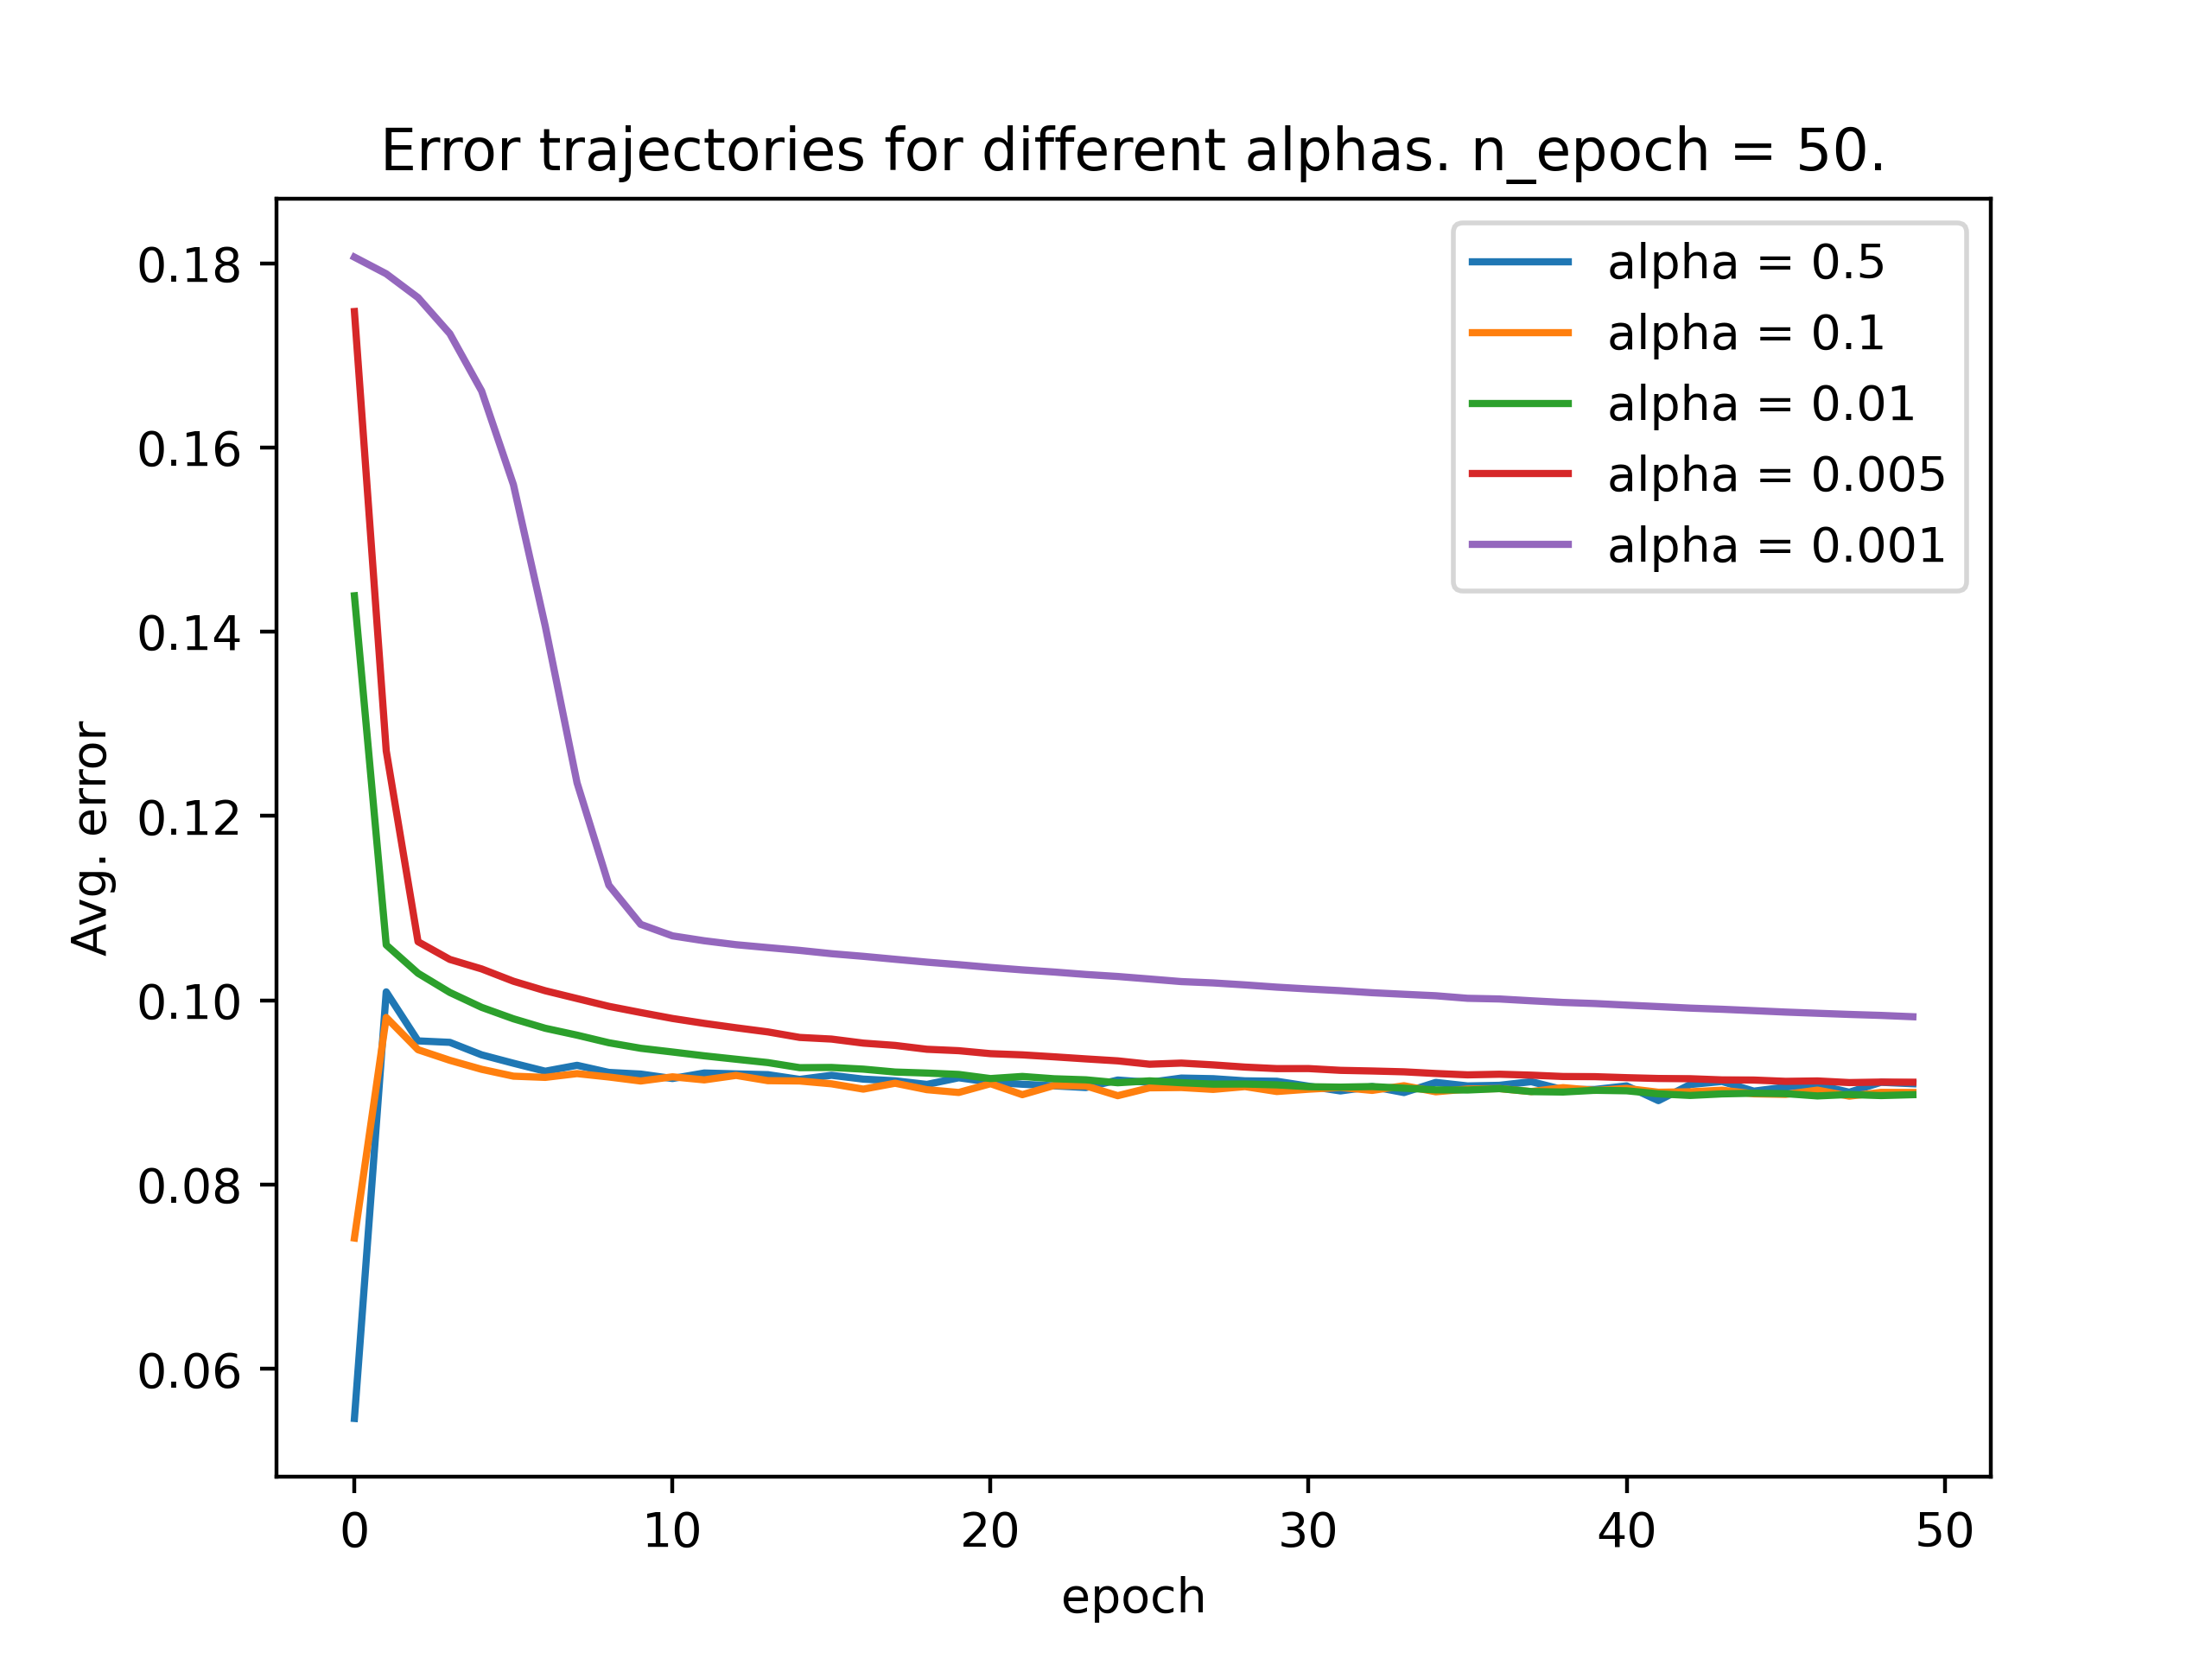 Error trajectories for different alphas. n_epoch = 50.
alpha = 0.5
alpha = 0.1
alpha = 0.01
alpha = 0.005
alpha = 0.001
Avg. error
0.18
0.16
0.14
0.12
0.10
0.08
0.06
0 10 20 30 40 50
epoch